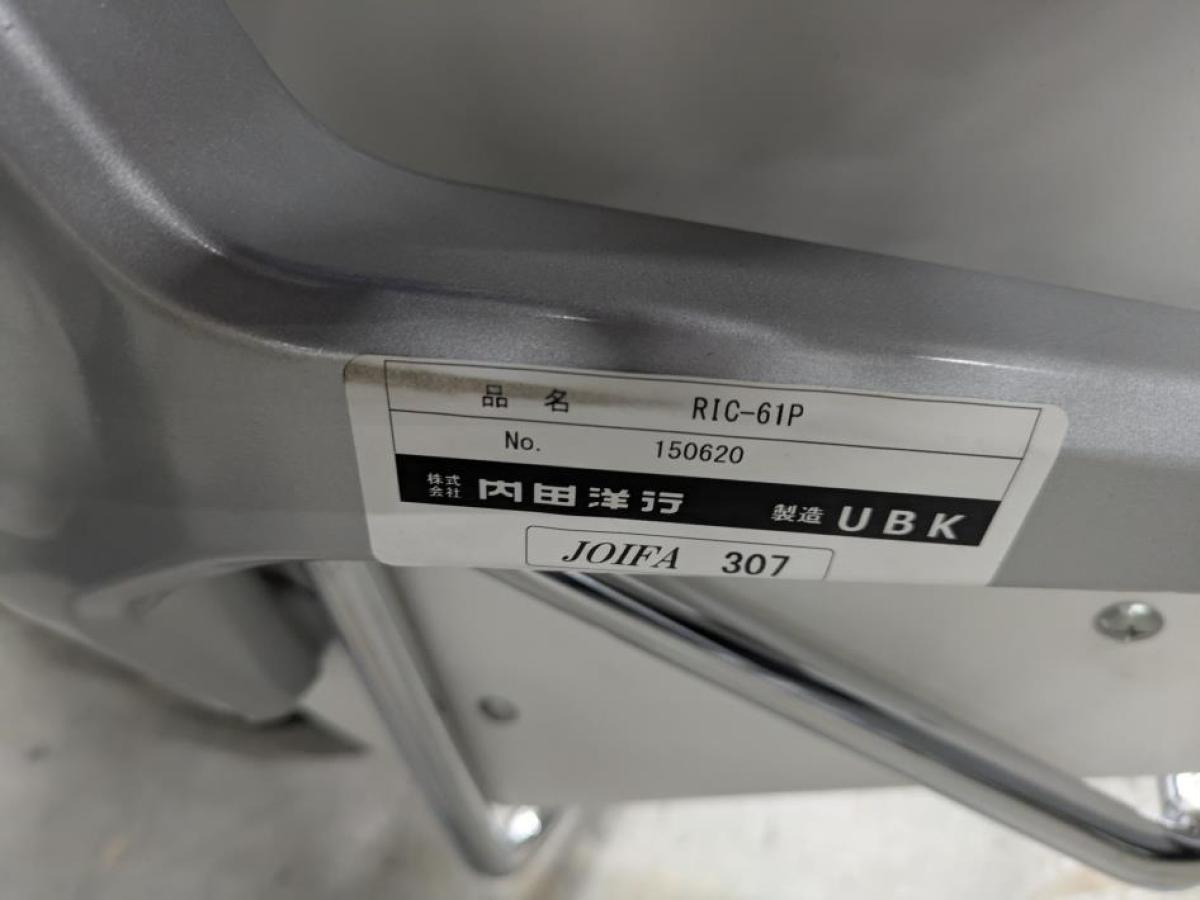 品 名 RIC-61P
No. 150620
株式会社 内田洋行 製造 UBK
JOIFA 307